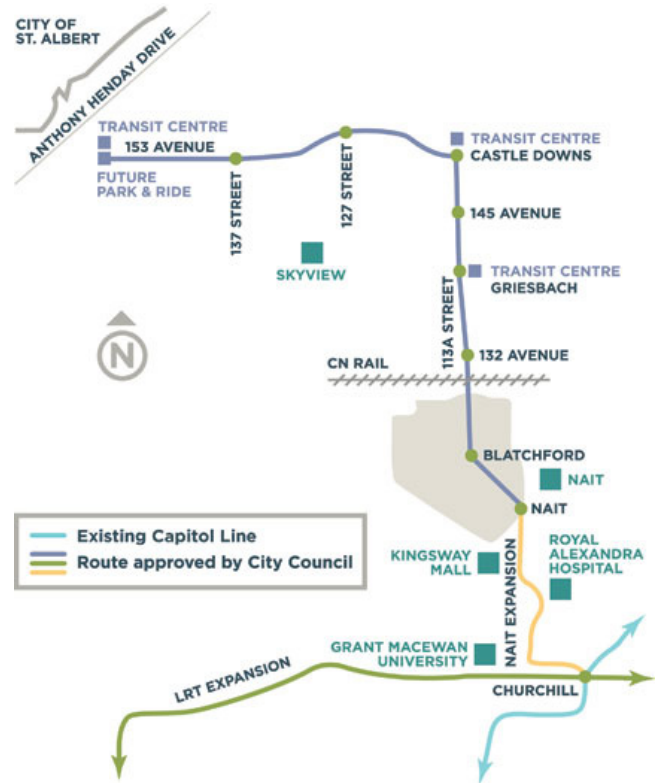 CITY OF
ST. ALBERT
ANTHONY HENDAY DRIVE
TRANSIT CENTRE
153 AVENUE
FUTURE
PARK & RIDE
137 STREET
127 STREET
SKYVIEW
TRANSIT CENTRE
CASTLE DOWNS
145 AVENUE
TRANSIT CENTRE
GRIESBACH
113A STREET
132 AVENUE
CN RAIL
N
BLATCHFORD
NAIT
NAIT
Existing Capitol Line
Route approved by City Council
KINGSWAY
MALL
NAIT EXPANSION
ROYAL
ALEXANDRA
HOSPITAL
GRANT MACEWAN
UNIVERSITY
LRT EXPANSION
CHURCHILL